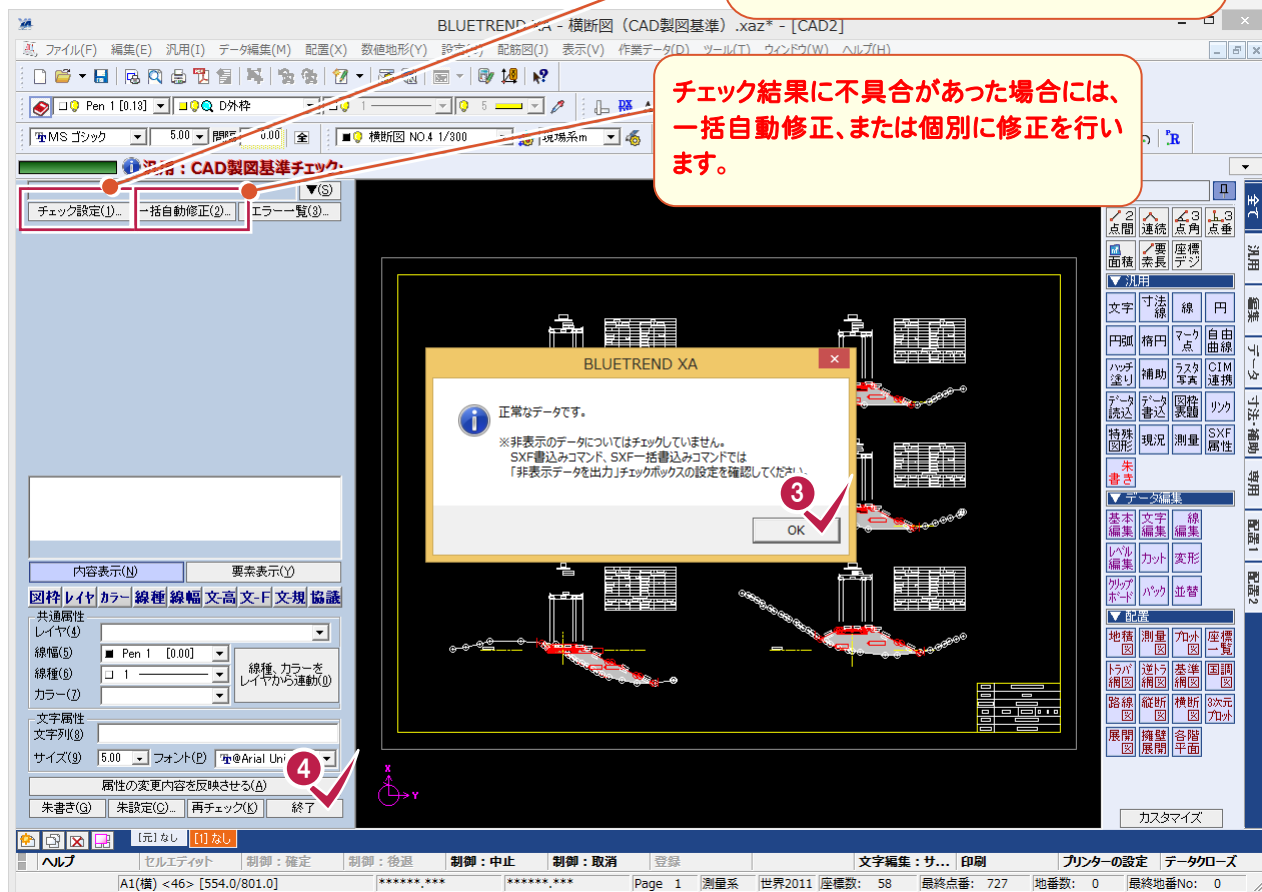 BLUETREND XA - 横断図（CAD製図基準）.xaz* - [CAD2]
ファイル(F) 編集(E) 汎用(I) データ編集(M) 配置(X) 数値地形(Y) 配筋図(J) 表示(V) 作業データ(D) ツール(T) ウィンドウ(W) ヘルプ(H)
Pen 1 [0.13] D外枠 1 5
MS ゴシック 5.00 間隔 0.00 全 横断図 NO.4 1/300 現場系m
チェック結果に不具合があった場合には、
一括自動修正、または個別に修正を行い
ます。
汎用：CAD製図基準チェック:
▼(S)
チェック設定(1)... 一括自動修正(2)... エラー一覧(3)...
BLUETREND XA
正常なデータです。
※非表示のデータについてはチェックしていません。
SXF書込みコマンド、SXF一括書込みコマンドでは
「非表示データを出力」チェックボックスの設定を確認してください。
3
OK
内容表示(N) 要素表示(Y)
図枠 レイヤ カラー 線種 線幅 文-高 文-F 文-規 協議
共通属性
レイヤ(4)
線幅(5) Pen 1 [0.00]
線種(6) 1
カラー(7)
線種、カラーを
レイヤから連動(0)
文字属性
文字列(8)
サイズ(9) 5.00 フォント(P) @Arial Uni
4
属性の変更内容を反映させる(A)
朱書き(G) 朱設定(C)... 再チェック(K) 終了
X
Y
2点間 連続 3点角 3点垂
面積 要素長 座標デジ
▼ 汎用
文字 寸法線 線 円
円弧 楕円 マーク点 自由曲線
ハッチ塗り 補助 ラスタ写真 CIM連携
データ読込 データ書込 図枠表題 リンク
特殊図形 現況 測量 SXF属性
朱書き
▼ データ編集
基本編集 文字編集 線編集
レベル編集 カット 変形
クリップボード パック 並替
▼ 配置
地積図 測量図 プロット図 座標一覧
トラバ網図 逆トラ網図 基準網図 国調図
路線図 縦断図 横断図 3次元プロット
展開図 擁壁展開 各階平面
カスタマイズ
全て
汎用
編集
データ
寸法・補助
専用
配置1
配置2
[元] なし [1] なし
ヘルプ セルエディット 制御：確定 制御：後退 制御：中止 制御：取消 登録 文字編集：サ... 印刷 プリンターの設定 データクローズ
A1(横) <46> [554.0/801.0] ******.*** ******.*** Page 1 測量系 世界2011 座標数: 58 最終点番: 727 地番数: 0 最終地番No: 0